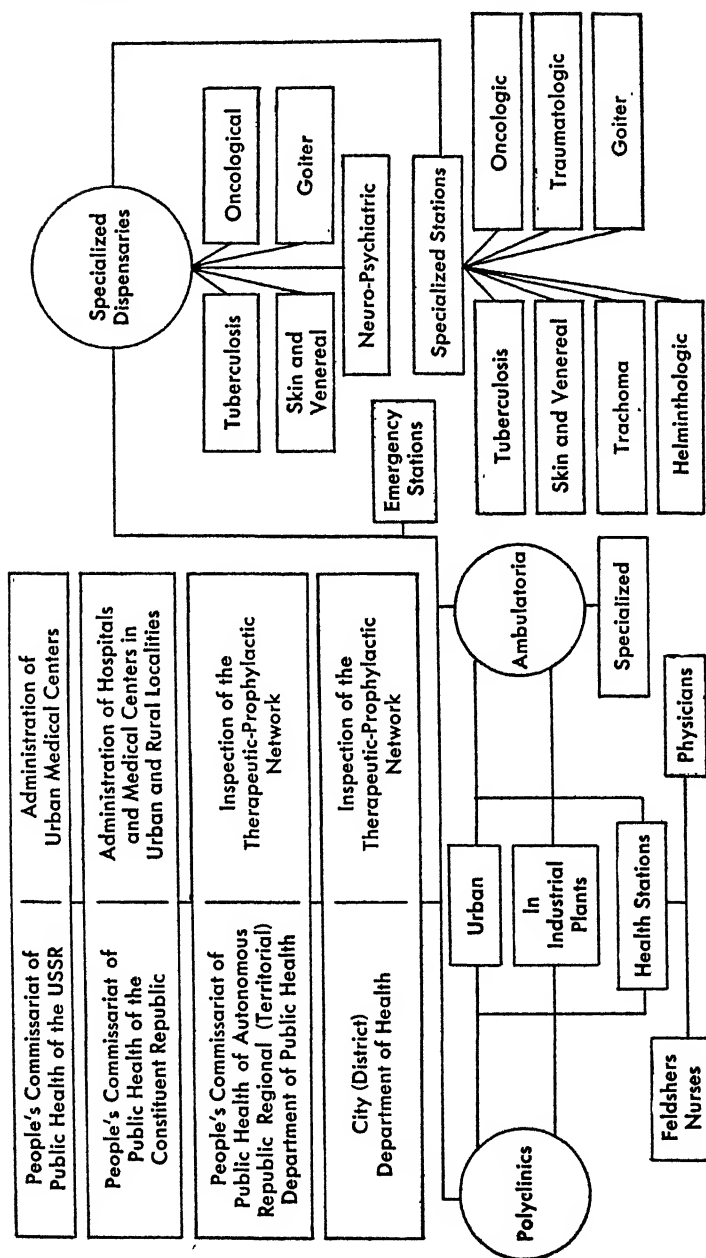 People's Commissariat of
Public Health of the USSR
Administration of
Urban Medical Centers
People's Commissariat of
Public Health of the
Constituent Republic
Administration of Hospitals
and Medical Centers in
Urban and Rural Localities
People's Commissariat of
Public Health of Autonomous
Republic Regional (Territorial)
Department of Public Health
Inspection of the
Therapeutic-Prophylactic
Network
City (District)
Department of Health
Inspection of the
Therapeutic-Prophylactic
Network
Polyclinics
Urban
In
Industrial
Plants
Health Stations
Feldshers
Nurses
Physicians
Ambulatoria
Specialized
Emergency
Stations
Specialized
Dispensaries
Tuberculosis
Oncological
Skin and
Venereal
Goiter
Neuro-Psychiatric
Specialized Stations
Tuberculosis
Oncologic
Skin and Venereal
Traumatologic
Trachoma
Goiter
Helminthologic